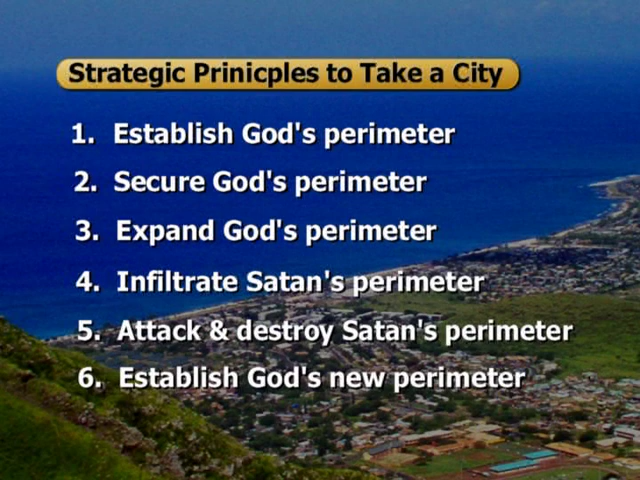 Strategic Prinicples to Take a City
1. Establish God's perimeter
2. Secure God's perimeter
3. Expand God's perimeter
4. Infiltrate Satan's perimeter
5. Attack & destroy Satan's perimeter
6. Establish God's new perimeter